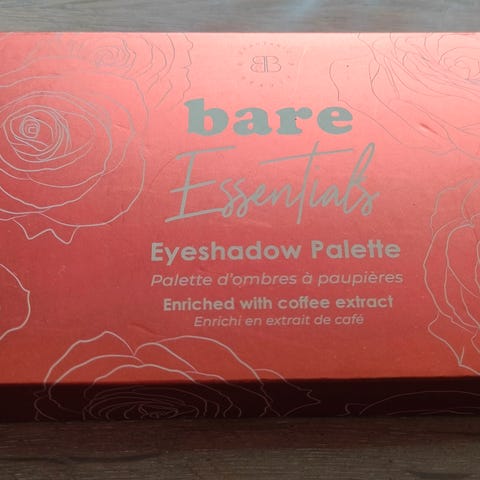 bare
Essentials
Eyeshadow Palette
Palette d'ombres à paupières
Enriched with coffee extract
Enrichi en extrait de café